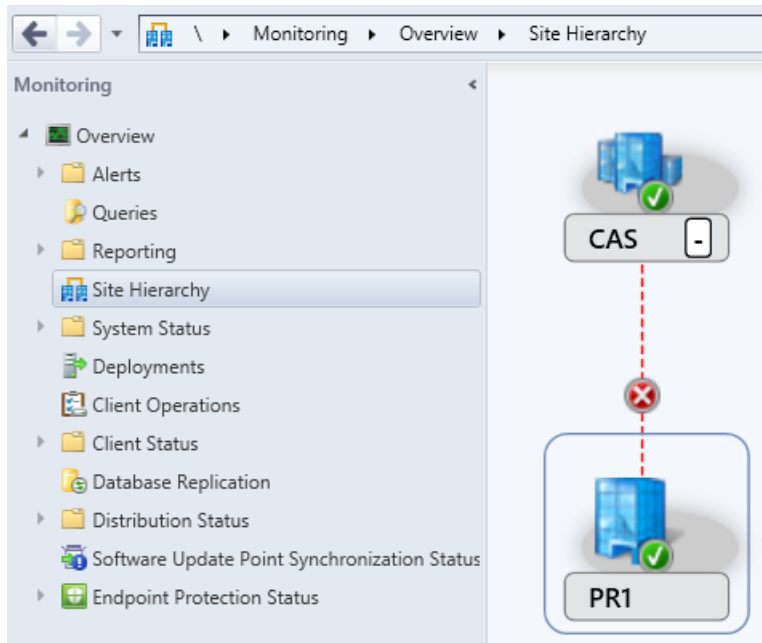 \ Monitoring Overview Site Hierarchy
Monitoring
Overview
Alerts
Queries
Reporting
Site Hierarchy
System Status
Deployments
Client Operations
Client Status
Database Replication
Distribution Status
Software Update Point Synchronization Status
Endpoint Protection Status
CAS -
PR1